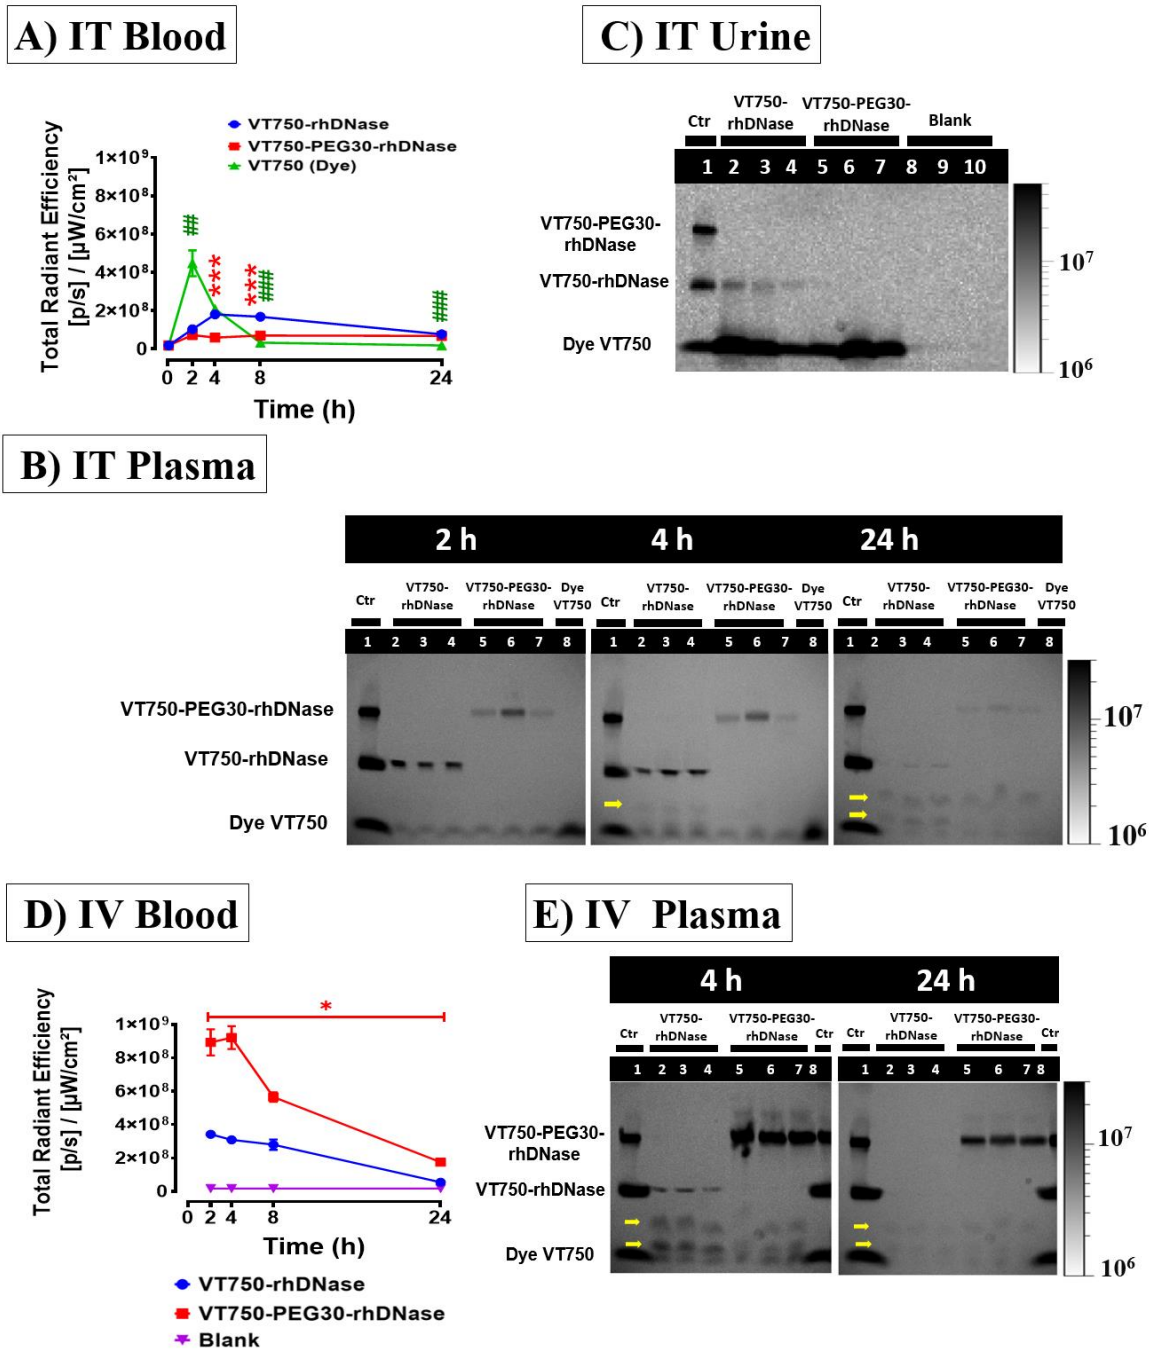 A) IT Blood
VT750-rhDNase
VT750-PEG30-rhDNase
VT750 (Dye)
Total Radiant Efficiency
[p/s] / [µW/cm²]
1×10⁹
8×10⁸
6×10⁸
4×10⁸
2×10⁸
0
##
***
***
###
###
0 2 4 8 24
Time (h)
C) IT Urine
Ctr
VT750-
rhDNase
VT750-PEG30-
rhDNase
Blank
1 2 3 4 5 6 7 8 9 10
VT750-PEG30-
rhDNase
VT750-rhDNase
Dye VT750
10⁷
10⁶
B) IT Plasma
2 h 4 h 24 h
Ctr
VT750-
rhDNase
VT750-PEG30-
rhDNase
Dye
VT750
Ctr
VT750-
rhDNase
VT750-PEG30-
rhDNase
Dye
VT750
Ctr
VT750-
rhDNase
VT750-PEG30-
rhDNase
Dye
VT750
1 2 3 4 5 6 7 8 1 2 3 4 5 6 7 8 1 2 3 4 5 6 7 8
VT750-PEG30-rhDNase
VT750-rhDNase
Dye VT750
10⁷
10⁶
D) IV Blood
Total Radiant Efficiency
[p/s] / [µW/cm²]
*
1×10⁹
8×10⁸
6×10⁸
4×10⁸
2×10⁸
0
0 2 4 8 24
Time (h)
VT750-rhDNase
VT750-PEG30-rhDNase
Blank
E) IV Plasma
4 h 24 h
Ctr
VT750-
rhDNase
VT750-PEG30-
rhDNase
Ctr
Ctr
VT750-
rhDNase
VT750-PEG30-
rhDNase
Ctr
1 2 3 4 5 6 7 8 1 2 3 4 5 6 7 8
VT750-PEG30-
rhDNase
VT750-rhDNase
Dye VT750
10⁷
10⁶